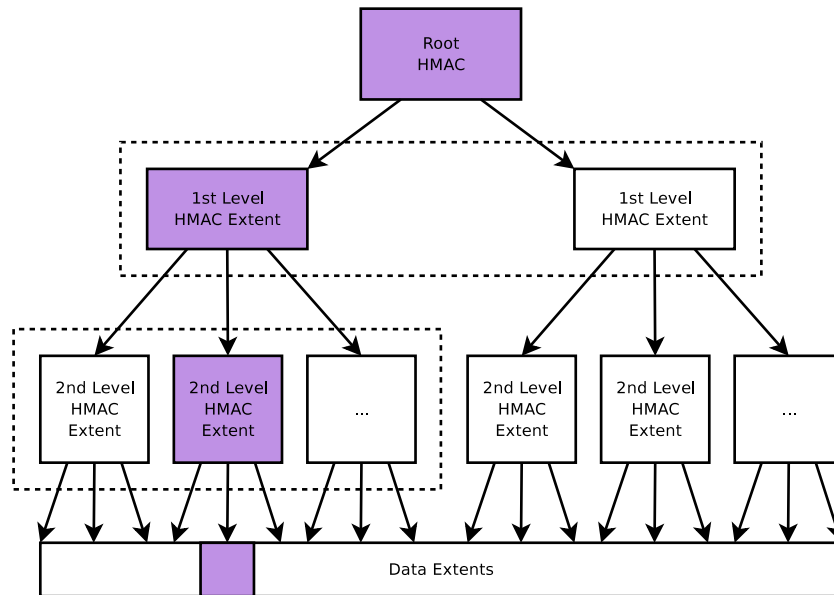 Root
HMAC
1st Level
HMAC Extent
1st Level
HMAC Extent
2nd Level
HMAC
Extent
2nd Level
HMAC
Extent
...
2nd Level
HMAC
Extent
2nd Level
HMAC
Extent
...
Data Extents